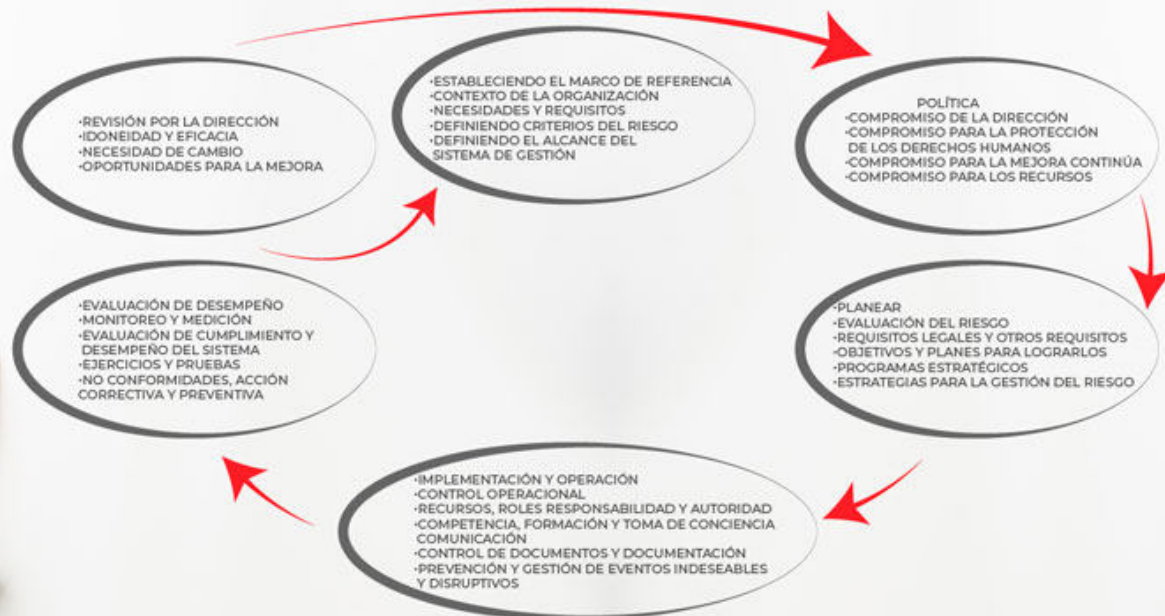 •REVISIÓN POR LA DIRECCIÓN
•IDONEIDAD Y EFICACIA
•NECESIDAD DE CAMBIO
•OPORTUNIDADES PARA LA MEJORA
•ESTABLECIENDO EL MARCO DE REFERENCIA
•CONTEXTO DE LA ORGANIZACIÓN
•NECESIDADES Y REQUISITOS
•DEFINIENDO CRITERIOS DEL RIESGO
•DEFINIENDO EL ALCANCE DEL
SISTEMA DE GESTIÓN
POLÍTICA
•COMPROMISO DE LA DIRECCIÓN
•COMPROMISO PARA LA PROTECCIÓN
DE LOS DERECHOS HUMANOS
•COMPROMISO PARA LA MEJORA CONTINÚA
•COMPROMISO PARA LOS RECURSOS
•EVALUACIÓN DE DESEMPEÑO
•MONITOREO Y MEDICIÓN
•EVALUACIÓN DE CUMPLIMIENTO Y
DESEMPEÑO DEL SISTEMA
•EJERCICIOS Y PRUEBAS
•NO CONFORMIDADES, ACCIÓN
CORRECTIVA Y PREVENTIVA
•PLANEAR
•EVALUACIÓN DEL RIESGO
•REQUISITOS LEGALES Y OTROS REQUISITOS
•OBJETIVOS Y PLANES PARA LOGRARLOS
•PROGRAMAS ESTRATÉGICOS
•ESTRATEGIAS PARA LA GESTIÓN DEL RIESGO
•IMPLEMENTACIÓN Y OPERACIÓN
•CONTROL OPERACIONAL
•RECURSOS, ROLES RESPONSABILIDAD Y AUTORIDAD
•COMPETENCIA, FORMACIÓN Y TOMA DE CONCIENCIA
COMUNICACIÓN
•CONTROL DE DOCUMENTOS Y DOCUMENTACIÓN
•PREVENCIÓN Y GESTIÓN DE EVENTOS INDESEABLES
Y DISRUPTIVOS